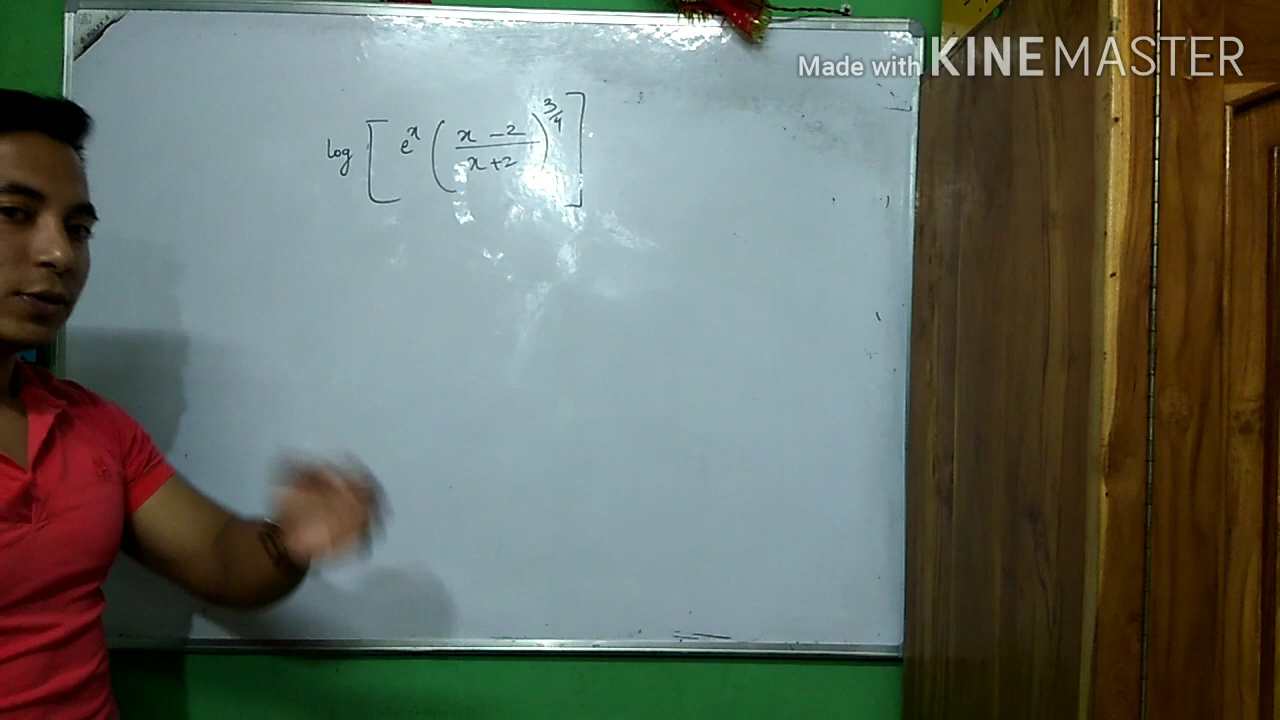 Made with KINEMASTER
log [ e^x ( (x - 2) / (x + 2) )^(3/4) ]